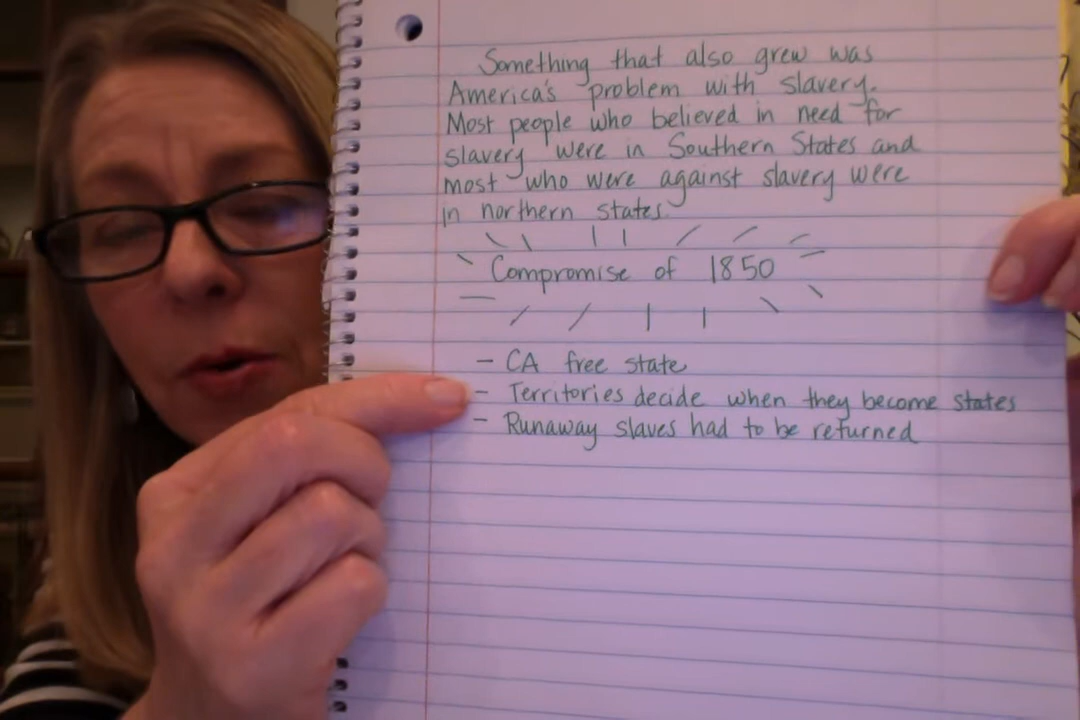 Something that also grew was
America's problem with slavery.
Most people who believed in need for
slavery were in Southern States and
most who were against slavery were
in northern states.
Compromise of 1850
- CA free state
- Territories decide when they become states
- Runaway slaves had to be returned